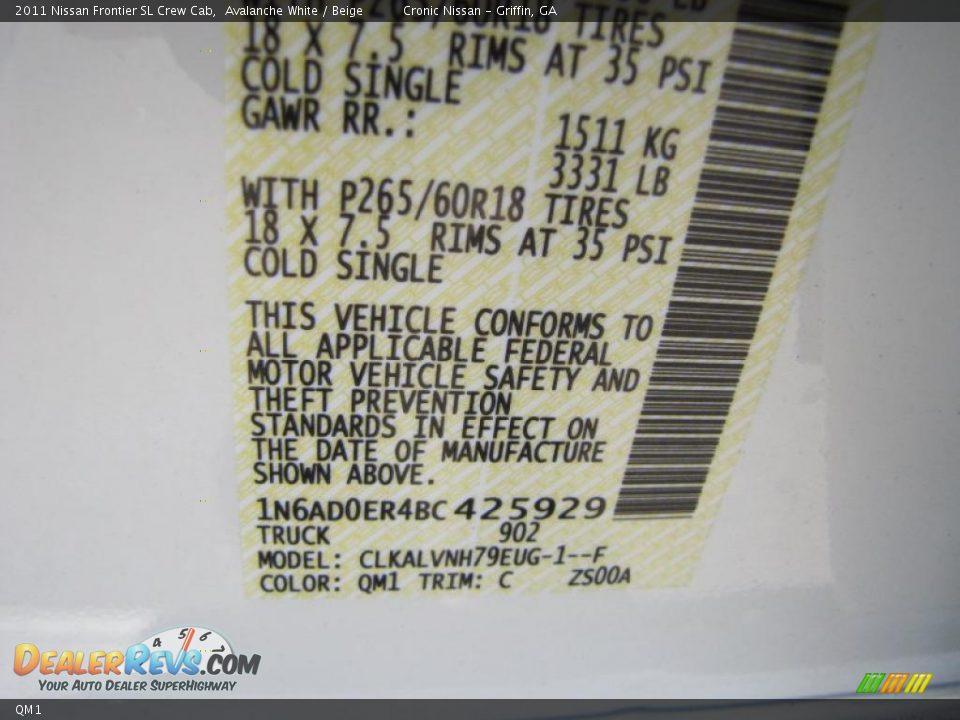 2011 Nissan Frontier SL Crew Cab, Avalanche White / Beige Cronic Nissan - Griffin, GA
TIRES
18 X 7.5 RIMS AT 35 PSI
COLD SINGLE
GAWR RR.:
1511 KG
3331 LB
WITH P265/60R18 TIRES
18 X 7.5 RIMS AT 35 PSI
COLD SINGLE
THIS VEHICLE CONFORMS TO
ALL APPLICABLE FEDERAL
MOTOR VEHICLE SAFETY AND
THEFT PREVENTION
STANDARDS IN EFFECT ON
THE DATE OF MANUFACTURE
SHOWN ABOVE.
1N6AD0ER4BC425929
TRUCK 902
MODEL: CLKALVNH79EUG-1--F
COLOR: QM1 TRIM: C ZS00A
4 5 6
DEALERREVS.COM
YOUR AUTO DEALER SUPERHIGHWAY
QM1